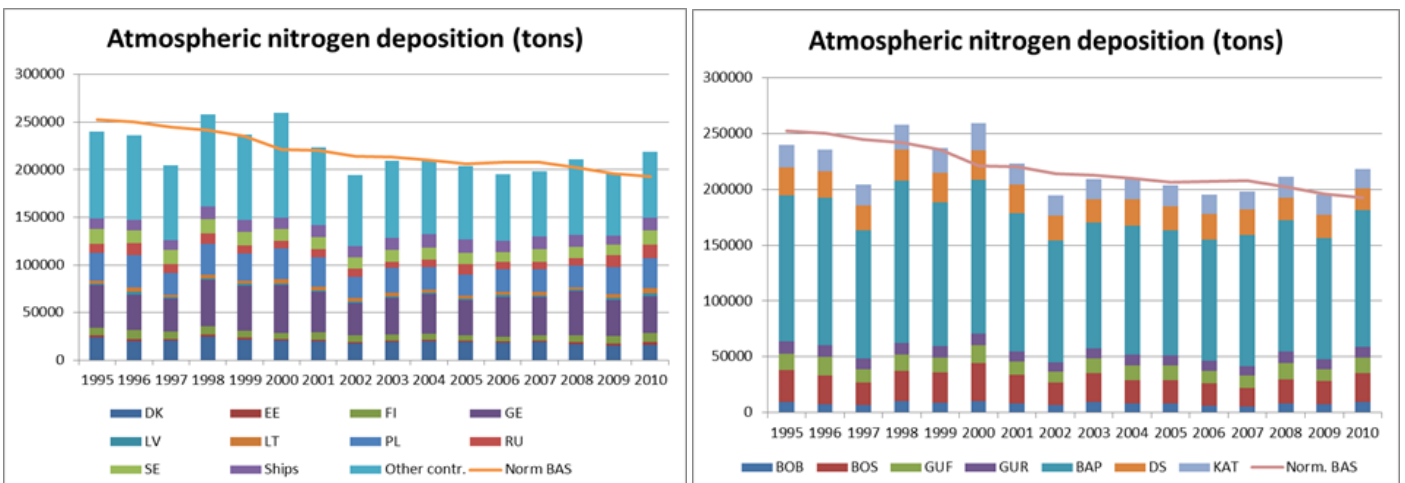 Atmospheric nitrogen deposition (tons)
300000
250000
200000
150000
100000
50000
0
1995 1996 1997 1998 1999 2000 2001 2002 2003 2004 2005 2006 2007 2008 2009 2010
DK EE FI GE
LV LT PL RU
SE Ships Other contr. Norm BAS
Atmospheric nitrogen deposition (tons)
300000
250000
200000
150000
100000
50000
0
1995 1996 1997 1998 1999 2000 2001 2002 2003 2004 2005 2006 2007 2008 2009 2010
BOB BOS GUF GUR BAP DS KAT Norm. BAS